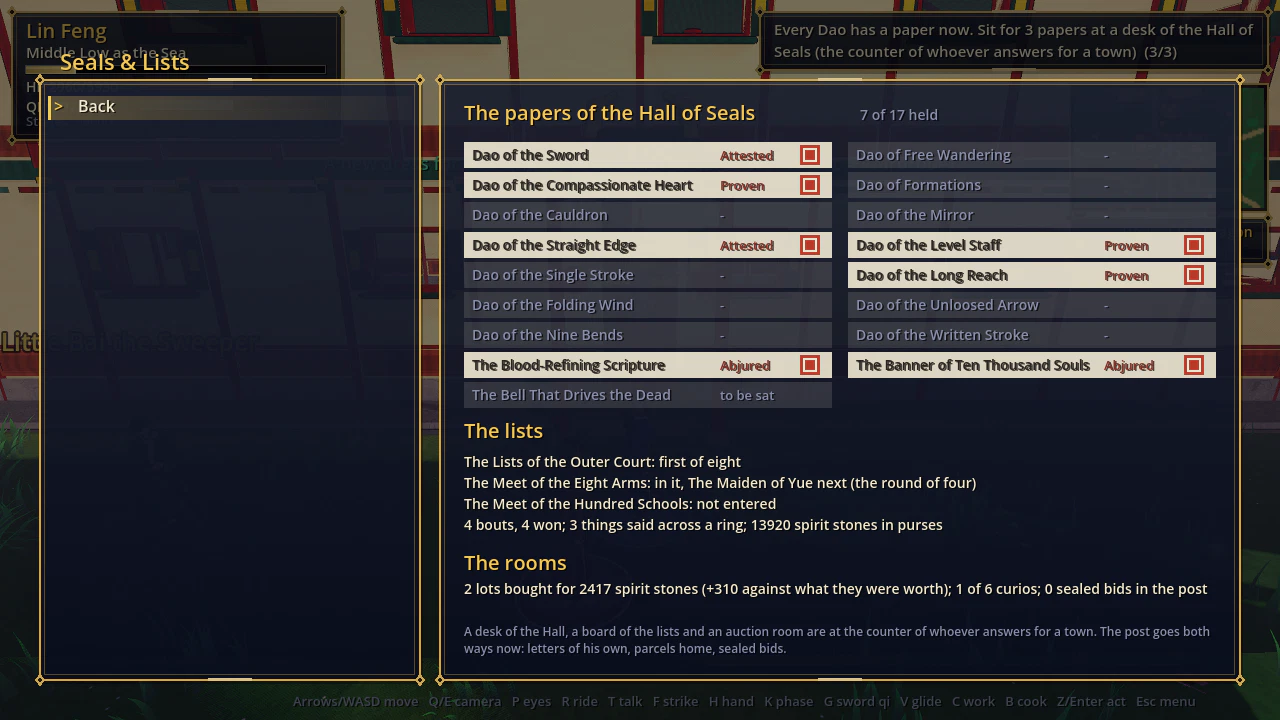 Lin Feng
Middle Low as the Sea
Seals & Lists
Every Dao has a paper now. Sit for 3 papers at a desk of the Hall of
Seals (the counter of whoever answers for a town) (3/3)
> Back
The papers of the Hall of Seals
7 of 17 held
Dao of the Sword Attested
Dao of Free Wandering -
Dao of the Compassionate Heart Proven
Dao of Formations -
Dao of the Cauldron -
Dao of the Mirror -
Dao of the Straight Edge Attested
Dao of the Level Staff Proven
Dao of the Single Stroke -
Dao of the Long Reach Proven
Dao of the Folding Wind -
Dao of the Unloosed Arrow -
Dao of the Nine Bends -
Dao of the Written Stroke -
The Blood-Refining Scripture Abjured
The Banner of Ten Thousand Souls Abjured
The Bell That Drives the Dead to be sat
The lists
The Lists of the Outer Court: first of eight
The Meet of the Eight Arms: in it, The Maiden of Yue next (the round of four)
The Meet of the Hundred Schools: not entered
4 bouts, 4 won; 3 things said across a ring; 13920 spirit stones in purses
The rooms
2 lots bought for 2417 spirit stones (+310 against what they were worth); 1 of 6 curios; 0 sealed bids in the post
A desk of the Hall, a board of the lists and an auction room are at the counter of whoever answers for a town. The post goes both
ways now: letters of his own, parcels home, sealed bids.
Arrows/WASD move Q/E camera P eyes R ride T talk F strike H hand K phase G sword qi V glide C work B cook Z/Enter act Esc menu